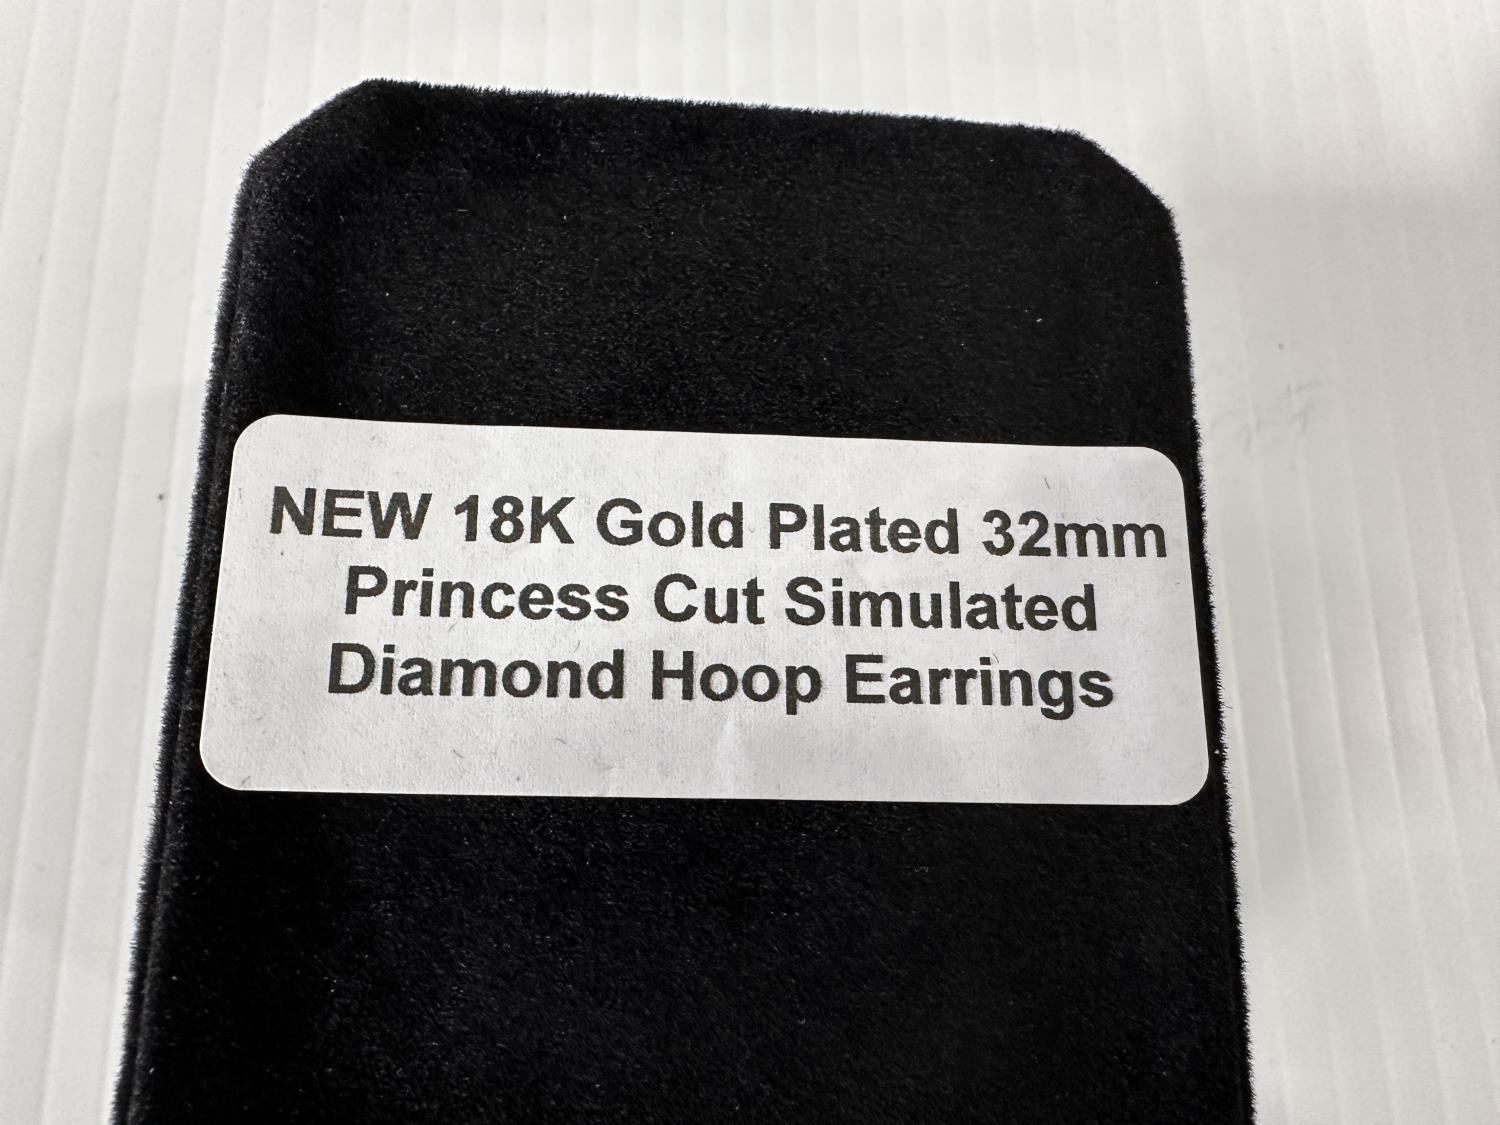 NEW 18K Gold Plated 32mm
Princess Cut Simulated
Diamond Hoop Earrings